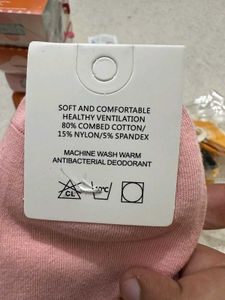 SOFT AND COMFORTABLE
HEALTHY VENTILATION
80% COMBED COTTON/
15% NYLON/5% SPANDEX
MACHINE WASH WARM
ANTIBACTERIAL DEODORANT
CL